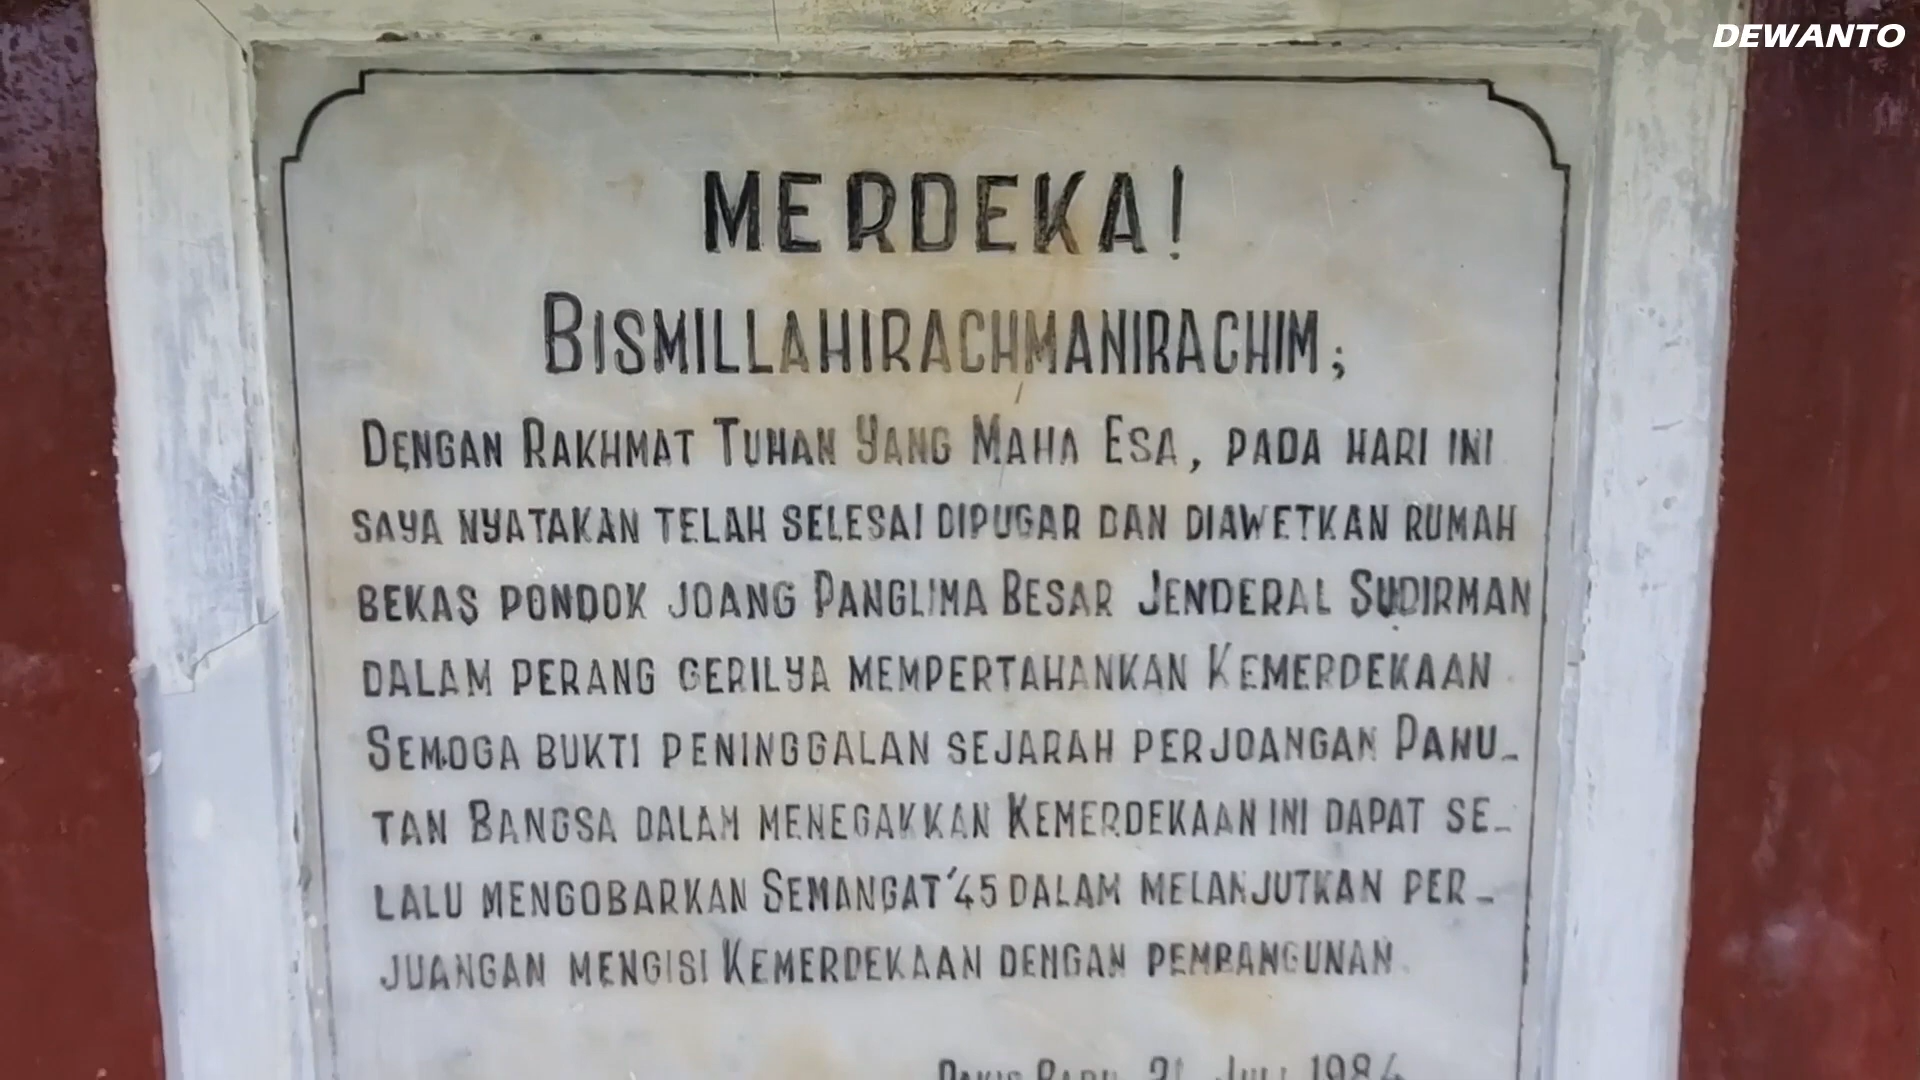 DEWANTO
MERDEKA!
BISMILLAHIRACHMANIRACHIM;
DENGAN RAKHMAT TUHAN YANG MAHA ESA, PADA HARI INI
SAYA NYATAKAN TELAH SELESAI DIPUGAR DAN DIAWETKAN RUMAH
BEKAS PONDOK JOANG PANGLIMA BESAR JENDERAL SUDIRMAN
DALAM PERANG GERILYA MEMPERTAHANKAN KEMERDEKAAN
SEMOGA BUKTI PENINGGALAN SEJARAH PERJOANGAN PANU-
TAN BANGSA DALAM MENEGAKKAN KEMERDEKAAN INI DAPAT SE-
LALU MENGOBARKAN SEMANGAT '45 DALAM MELANJUTKAN PER-
JUANGAN MENGISI KEMERDEKAAN DENGAN PEMBANGUNAN
JULI 1984